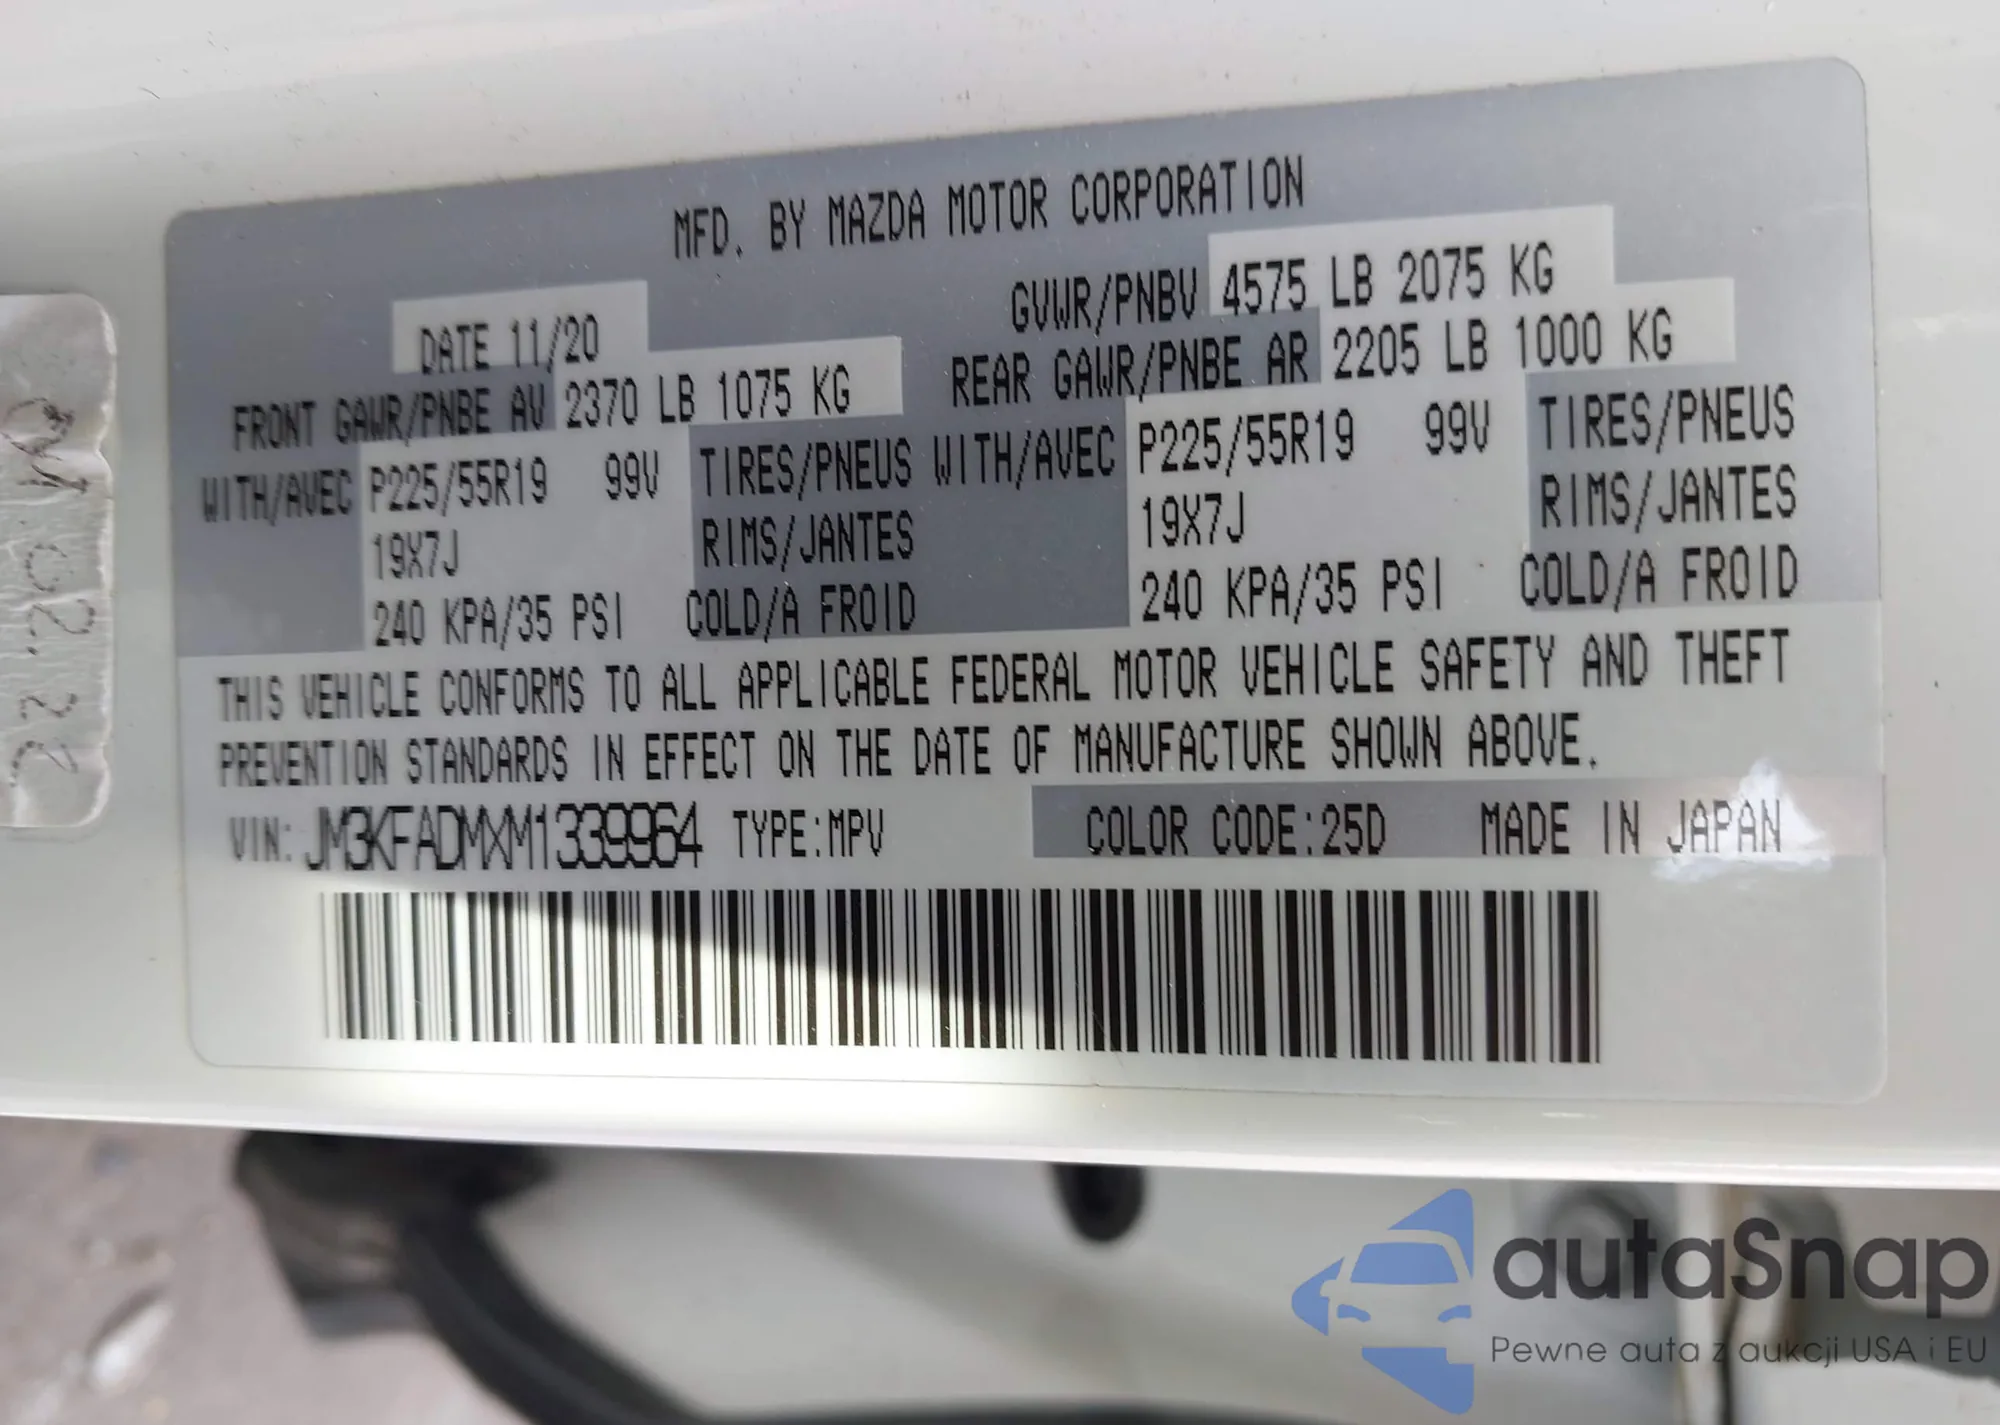 MFD. BY MAZDA MOTOR CORPORATION
DATE 11/20 GVWR/PNBV 4575 LB 2075 KG
FRONT GAWR/PNBE AV 2370 LB 1075 KG REAR GAWR/PNBE AR 2205 LB 1000 KG
WITH/AVEC P225/55R19 99V TIRES/PNEUS WITH/AVEC P225/55R19 99V TIRES/PNEUS
19X7J RIMS/JANTES 19X7J RIMS/JANTES
240 KPA/35 PSI COLD/A FROID 240 KPA/35 PSI COLD/A FROID
THIS VEHICLE CONFORMS TO ALL APPLICABLE FEDERAL MOTOR VEHICLE SAFETY AND THEFT
PREVENTION STANDARDS IN EFFECT ON THE DATE OF MANUFACTURE SHOWN ABOVE.
VIN: JM3KFADMXM1339964 TYPE:MPV COLOR CODE:25D MADE IN JAPAN
autaSnap
Pewne auta z aukcji USA i EU